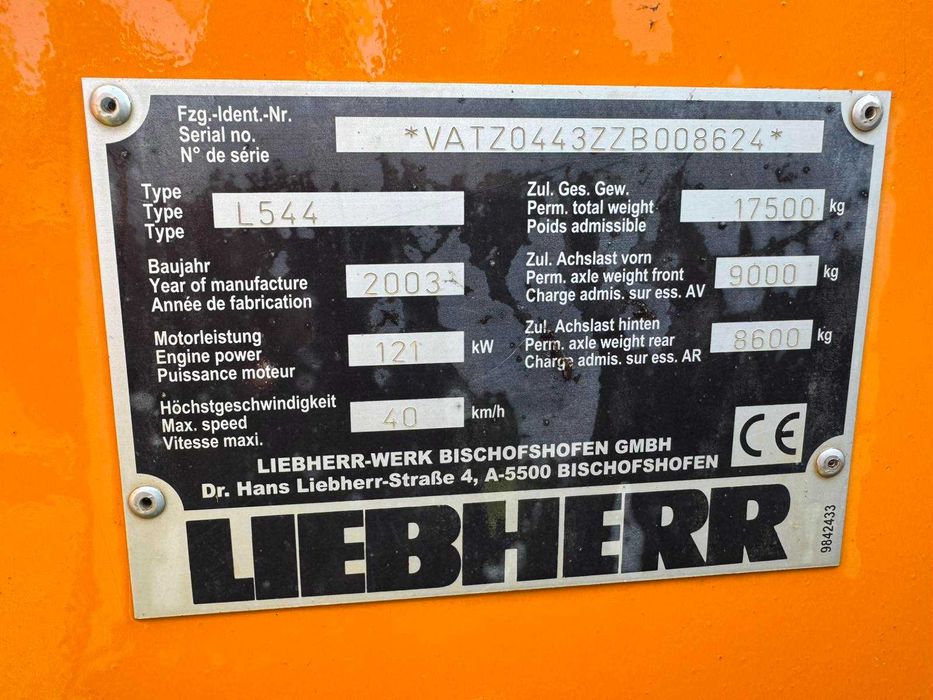 Fzg.-Ident.-Nr.
Serial no.
N° de série
*VATZ0443ZZB008624*
Type
Type
Type
L544
Zul. Ges. Gew.
Perm. total weight
Poids admissible
17500 kg
Baujahr
Year of manufacture
Année de fabrication
2003
Zul. Achslast vorn
Perm. axle weight front
Charge admis. sur ess. AV
9000 kg
Motorleistung
Engine power
Puissance moteur
121 kW
Zul. Achslast hinten
Perm. axle weight rear
Charge admis. sur ess. AR
8600 kg
Höchstgeschwindigkeit
Max. speed
Vitesse maxi.
40 km/h
CE
LIEBHERR-WERK BISCHOFSHOFEN GMBH
Dr. Hans Liebherr-Straße 4, A-5500 BISCHOFSHOFEN
LIEBHERR
9842433